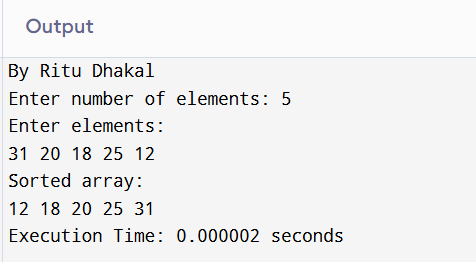 Output
By Ritu Dhakal
Enter number of elements: 5
Enter elements:
31 20 18 25 12
Sorted array:
12 18 20 25 31
Execution Time: 0.000002 seconds